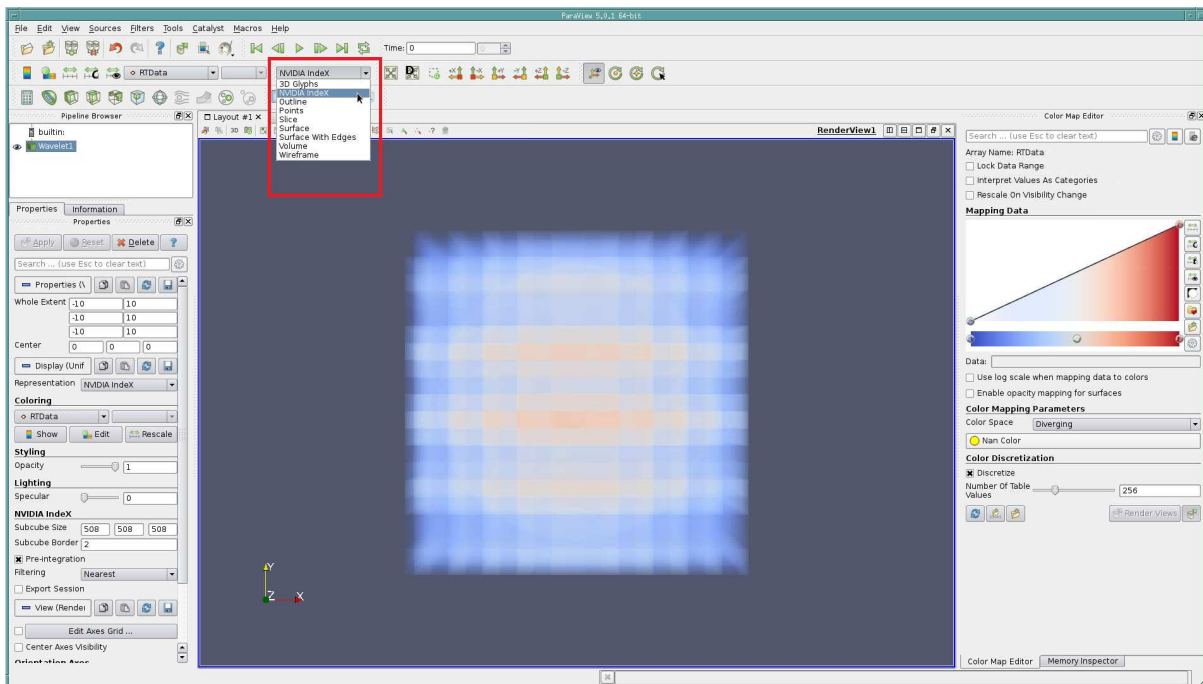 ParaView 5.0.1 64-bit
File Edit View Sources Filters Tools Catalyst Macros Help
Time: 0 0
RTData NVIDIA IndeX
3D Glyphs
NVIDIA IndeX
Outline
Points
Slice
Surface
Surface With Edges
Volume
Wireframe
Pipeline Browser
builtin:
Wavelet1
Properties Information
Properties
Apply Reset Delete ?
Search ... (use Esc to clear text)
Properties (\
Whole Extent -10 10
-10 10
-10 10
Center 0 0 0
Display (Unif
Representation NVIDIA IndeX
Coloring
RTData
Show Edit Rescale
Styling
Opacity 1
Lighting
Specular 0
NVIDIA IndeX
Subcube Size 508 508 508
Subcube Border 2
Pre-integration
Filtering Nearest
Export Session
View (Render
Edit Axes Grid ...
Center Axes Visibility
Orientation Axes
Layout #1
3D
RenderView1
Y
Z X
Color Map Editor
Search ... (use Esc to clear text)
Array Name: RTData
Lock Data Range
Interpret Values As Categories
Rescale On Visibility Change
Mapping Data
Data:
Use log scale when mapping data to colors
Enable opacity mapping for surfaces
Color Mapping Parameters
Color Space Diverging
Nan Color
Color Discretization
Discretize
Number Of Table
Values 256
Render Views
Color Map Editor Memory Inspector